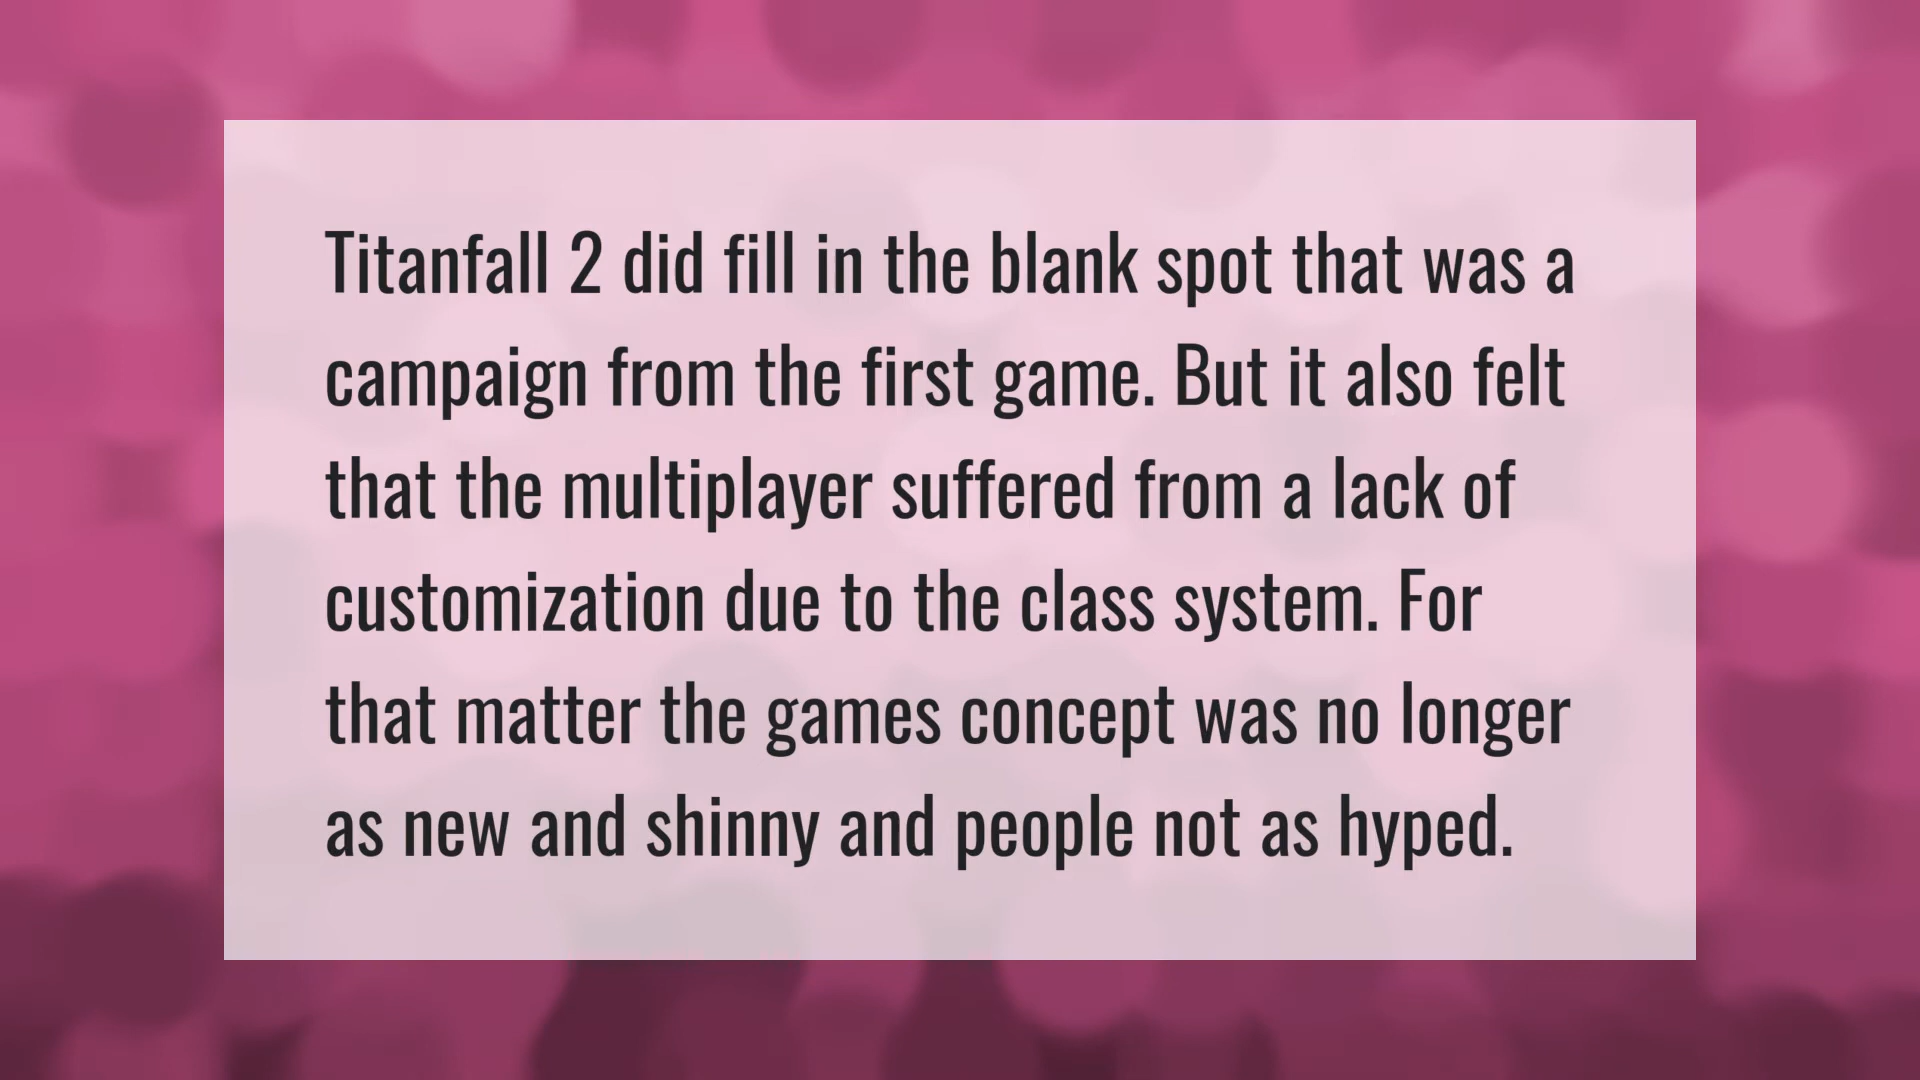 Titanfall 2 did fill in the blank spot that was a
campaign from the first game. But it also felt
that the multiplayer suffered from a lack of
customization due to the class system. For
that matter the games concept was no longer
as new and shinny and people not as hyped.